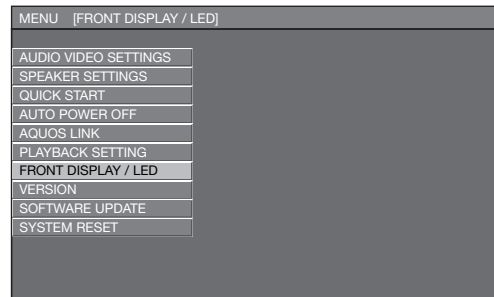 MENU [FRONT DISPLAY / LED]
AUDIO VIDEO SETTINGS
SPEAKER SETTINGS
QUICK START
AUTO POWER OFF
AQUOS LINK
PLAYBACK SETTING
FRONT DISPLAY / LED
VERSION
SOFTWARE UPDATE
SYSTEM RESET